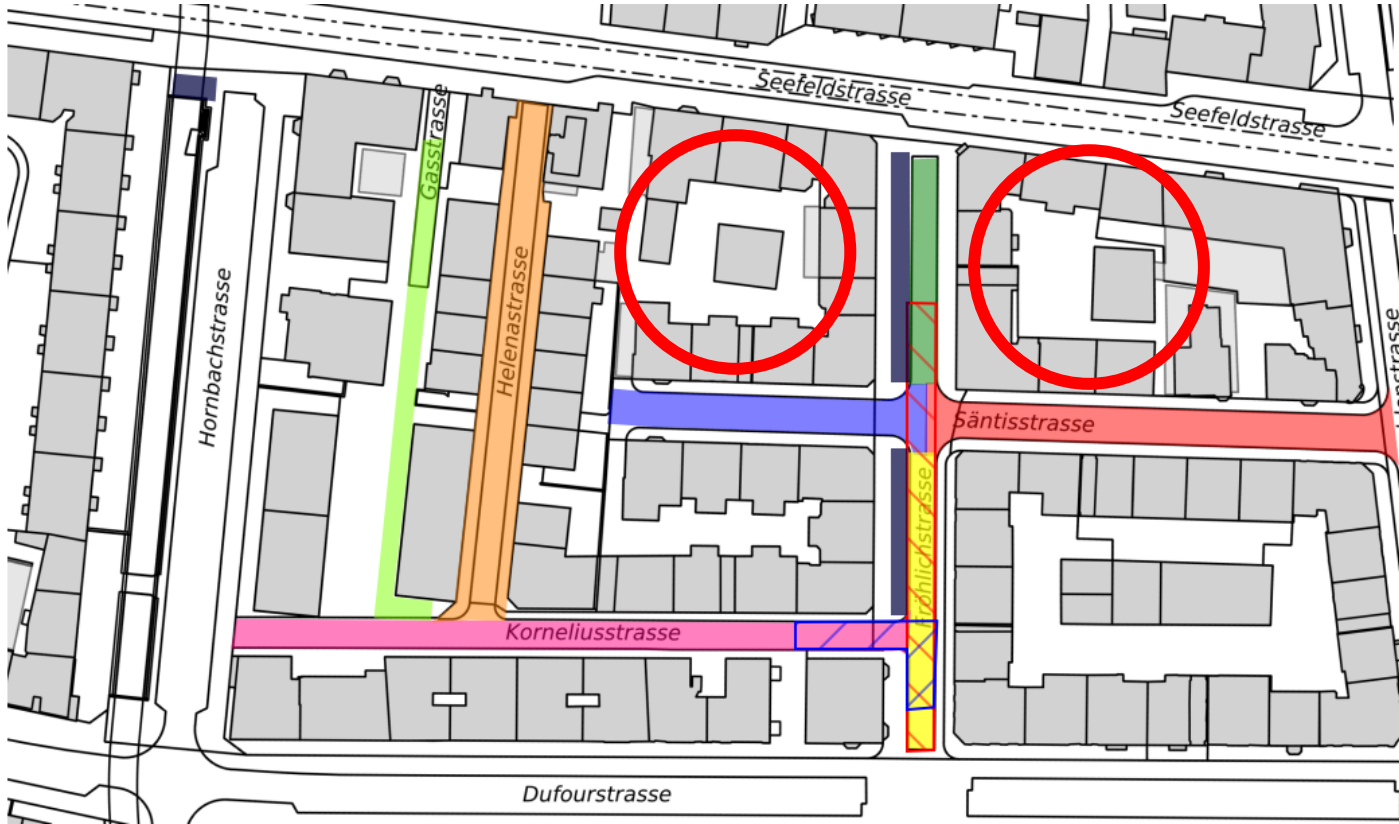 Seefeldstrasse
Seefeldstrasse
Gasstrasse
Helenastrasse
Hornbachstrasse
Säntisstrasse
Fröhlichstrasse
Korneliusstrasse
Dufourstrasse